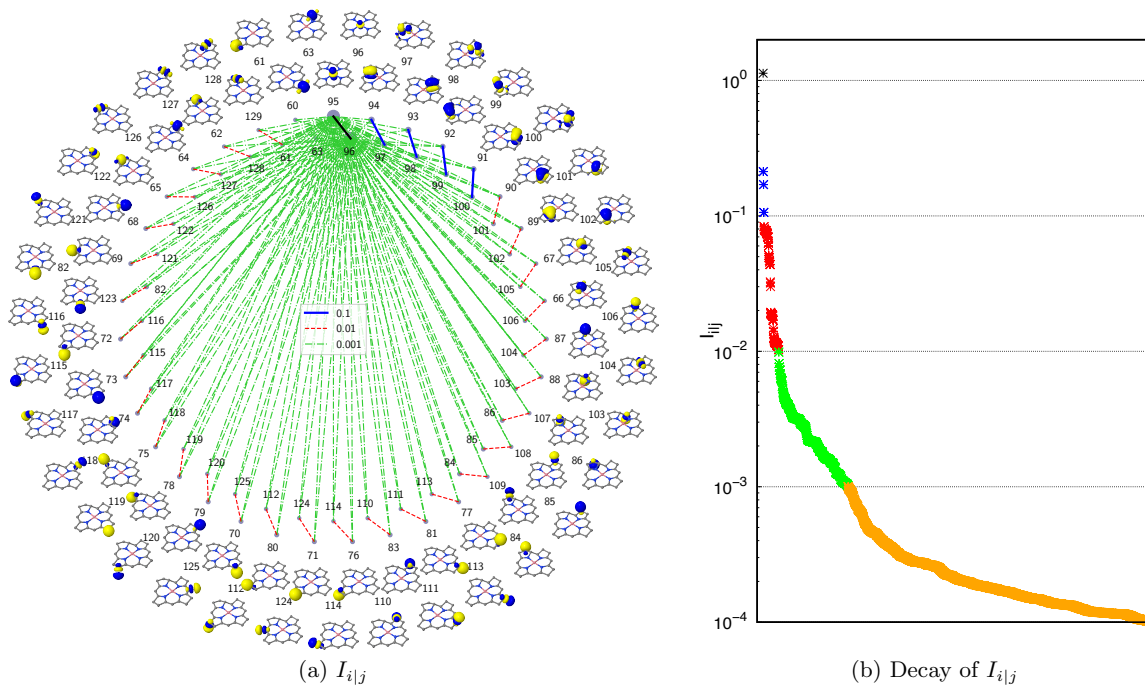 63 96
61 97
128 98
127 99
60 95 94
129 93
62 92
126 100
63 96
61 97
64 91
128 98
122 65 127 99 90 101
126 100
121 68 89 102
122 101
69 121 102 67
82 105
123 82 105 66
116 106
72 116 106 87
0.1
0.01
0.001
115 115 104 104
73 88
117 103
117 74 86 107 103
118
75 119 85 108
118 86
120 84
78 109
119 125 113 85
79 112 124 114 110 111 77
70 71 76 81
120 80 83 84
125 113
112 124 114 110 111
(a) I_{i|j}
I_{i|j}
10^0
10^{-1}
10^{-2}
10^{-3}
10^{-4}
(b) Decay of I_{i|j}